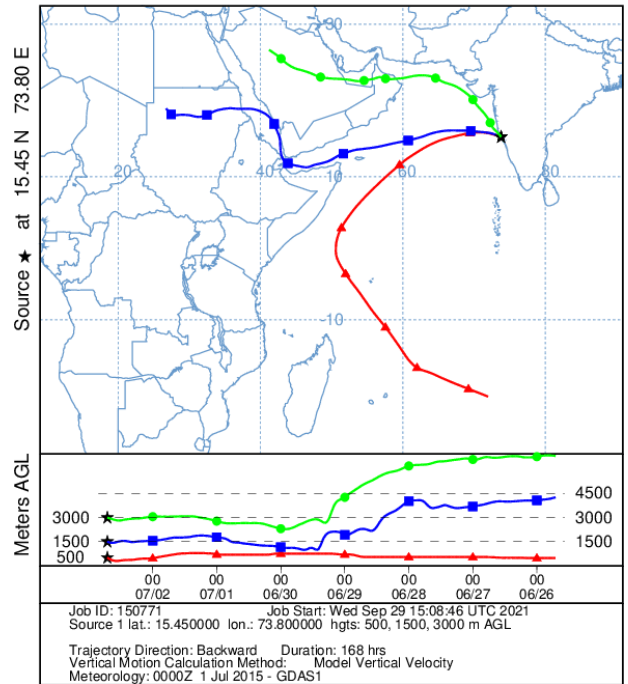 30
20
40
60
80
10
-10
Source ★ at 15.45 N 73.80 E
Meters AGL
4500
3000
3000
1500
1500
500
00 00 00 00 00 00 00
07/02 07/01 06/30 06/29 06/28 06/27 06/26
Job ID: 150771 Job Start: Wed Sep 29 15:08:46 UTC 2021
Source 1 lat.: 15.450000 lon.: 73.800000 hgts: 500, 1500, 3000 m AGL
Trajectory Direction: Backward Duration: 168 hrs
Vertical Motion Calculation Method: Model Vertical Velocity
Meteorology: 0000Z 1 Jul 2015 - GDAS1